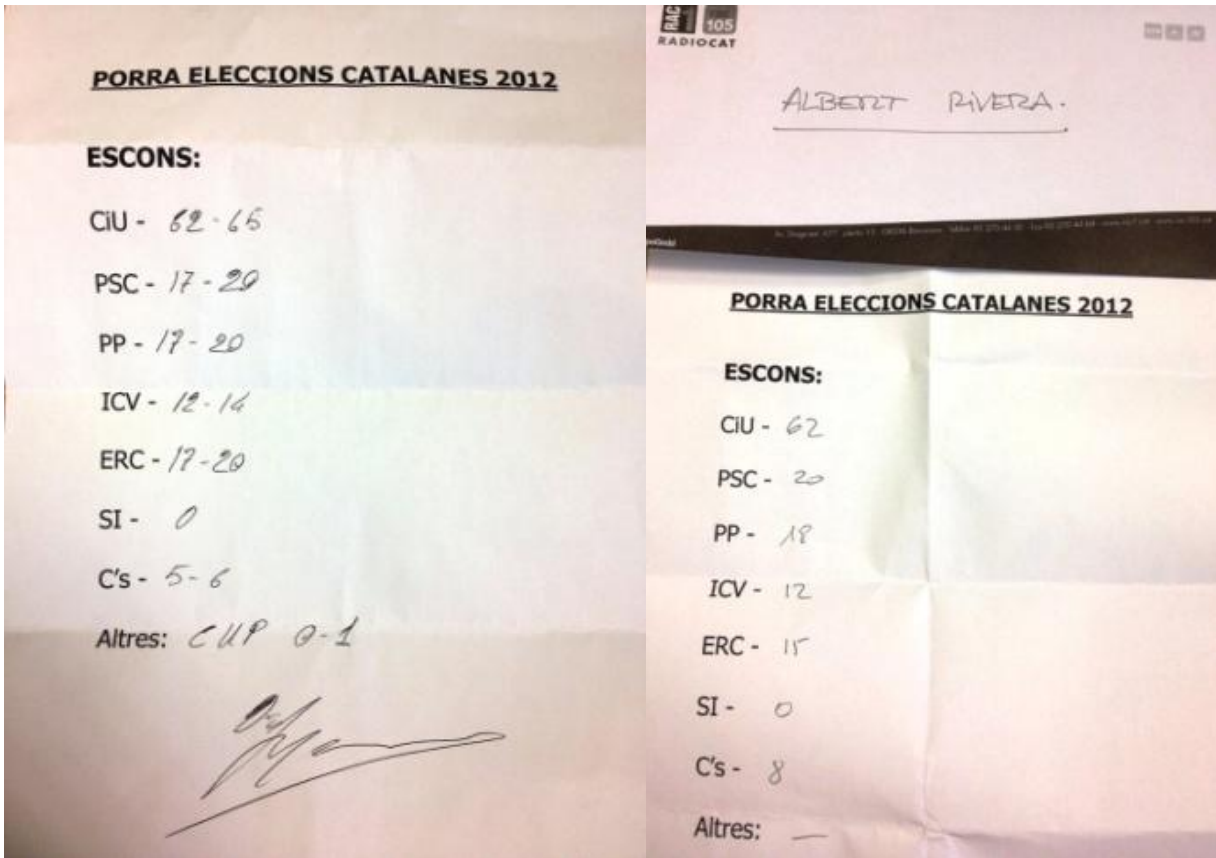 PORRA ELECCIONS CATALANES 2012
ESCONS:
CiU - 62-65
PSC - 17-20
PP - 17-20
ICV - 12-14
ERC - 17-20
SI - 0
C's - 5-6
Altres: CUP 0-1
RAC 105
RADIOCAT
ALBERT RIVERA.
PORRA ELECCIONS CATALANES 2012
ESCONS:
CiU - 62
PSC - 20
PP - 18
ICV - 12
ERC - 15
SI - 0
C's - 8
Altres: —